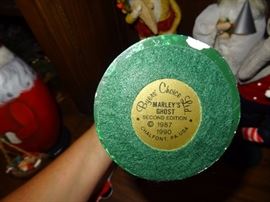 Byers' Choice Ltd
MARLEY'S
GHOST
SECOND EDITION
© 1987
1990
CHALFONT, PA USA